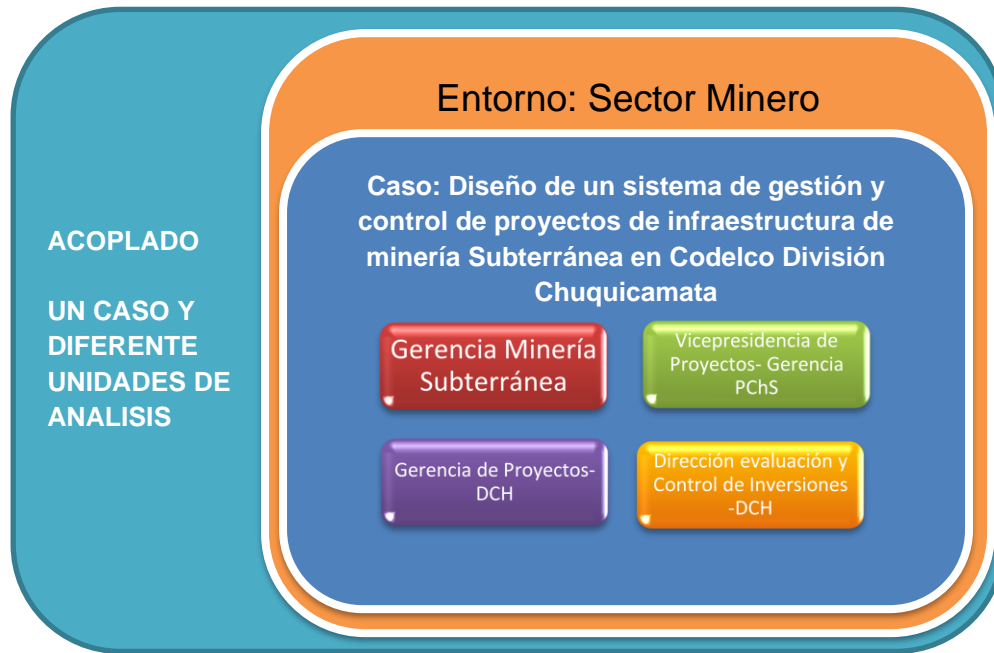 Entorno: Sector Minero
ACOPLADO
UN CASO Y
DIFERENTE
UNIDADES DE
ANALISIS
Caso: Diseño de un sistema de gestión y
control de proyectos de infraestructura de
minería Subterránea en Codelco División
Chuquicamata
Gerencia Minería
Subterránea
Vicepresidencia de
Proyectos- Gerencia
PChS
Gerencia de Proyectos-
DCH
Dirección evaluación y
Control de Inversiones
-DCH